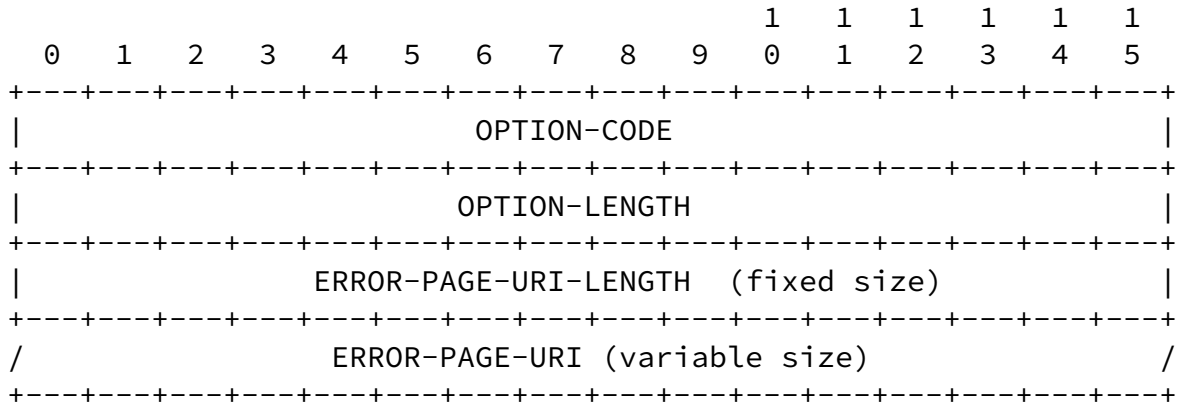 1   1   1   1   1   1
  0   1   2   3   4   5   6   7   8   9   0   1   2   3   4   5
+---+---+---+---+---+---+---+---+---+---+---+---+---+---+---+---+
|                         OPTION-CODE                           |
+---+---+---+---+---+---+---+---+---+---+---+---+---+---+---+---+
|                        OPTION-LENGTH                          |
+---+---+---+---+---+---+---+---+---+---+---+---+---+---+---+---+
|                ERROR-PAGE-URI-LENGTH  (fixed size)            |
+---+---+---+---+---+---+---+---+---+---+---+---+---+---+---+---+
/                 ERROR-PAGE-URI (variable size)                /
+---+---+---+---+---+---+---+---+---+---+---+---+---+---+---+---+